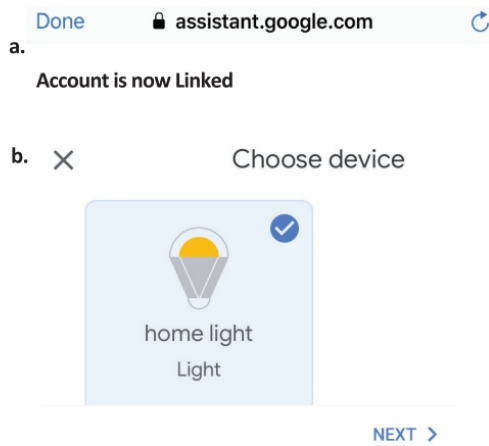 Done assistant.google.com
a.
Account is now Linked
b. Choose device
home light
Light
NEXT